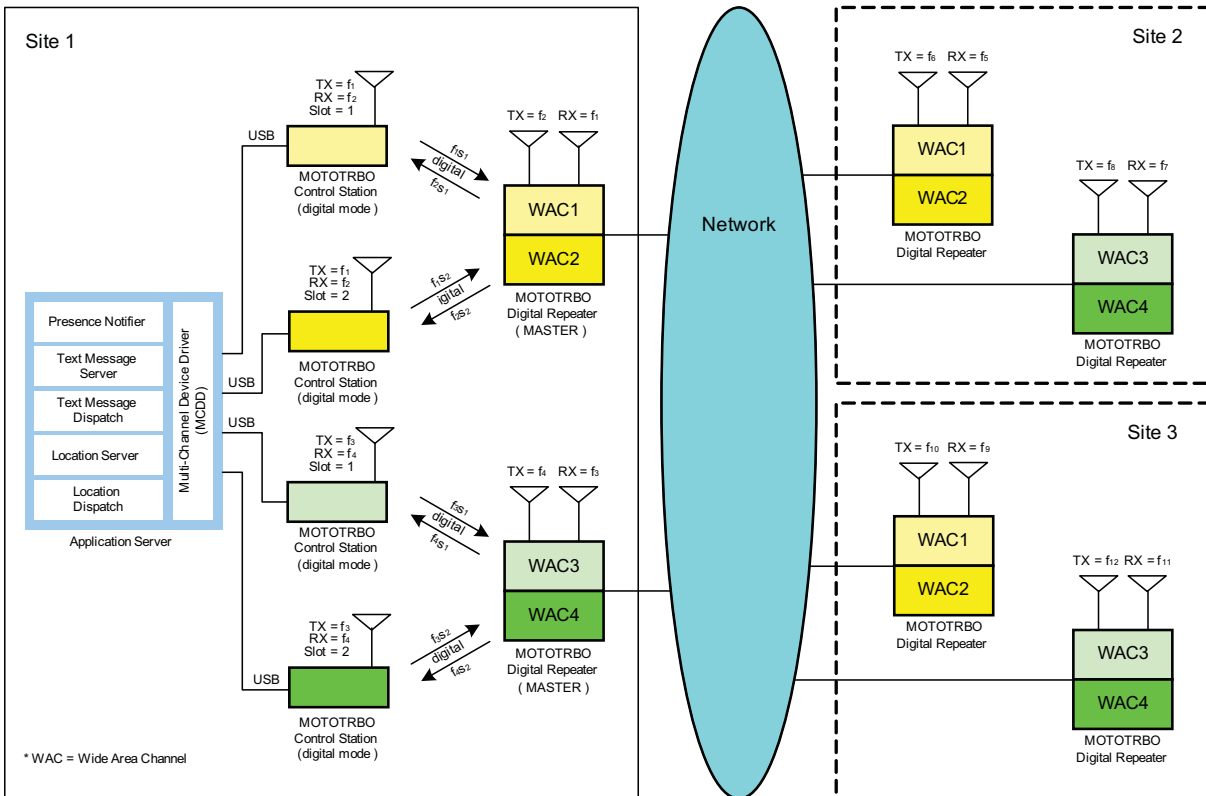 Site 1
TX = f₁
RX = f₂
Slot = 1
USB
MOTOTRBO
Control Station
(digital mode )
f₁s₁
digital
f₂s₁
TX = f₂ RX = f₁
WAC1
WAC2
MOTOTRBO
Digital Repeater
( MASTER )
TX = f₁
RX = f₂
Slot = 2
USB
MOTOTRBO
Control Station
(digital mode )
f₁s₂
igital
f₂s₂
Presence Notifier
Text Message
Server
Text Message
Dispatch
Location Server
Location
Dispatch
Multi-Channel Device Driver
(MCDD)
Application Server
USB
TX = f₃
RX = f₄
Slot = 1
MOTOTRBO
Control Station
(digital mode )
f₃s₁
digital
f₄s₁
TX = f₄ RX = f₃
WAC3
WAC4
MOTOTRBO
Digital Repeater
( MASTER )
USB
TX = f₃
RX = f₄
Slot = 2
MOTOTRBO
Control Station
(digital mode )
f₃s₂
digital
f₄s₂
* WAC = Wide Area Channel
Network
Site 2
TX = f₆ RX = f₅
WAC1
WAC2
MOTOTRBO
Digital Repeater
TX = f₈ RX = f₇
WAC3
WAC4
MOTOTRBO
Digital Repeater
Site 3
TX = f₁₀ RX = f₉
WAC1
WAC2
MOTOTRBO
Digital Repeater
TX = f₁₂ RX = f₁₁
WAC3
WAC4
MOTOTRBO
Digital Repeater